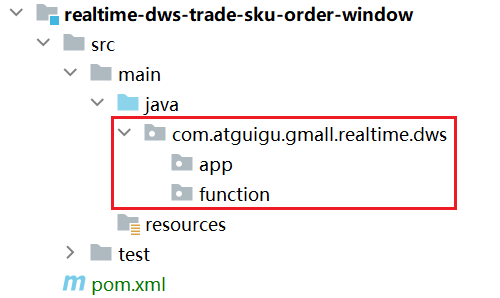 realtime-dws-trade-sku-order-window
src
main
java
com.atguigu.gmall.realtime.dws
app
function
resources
test
m pom.xml